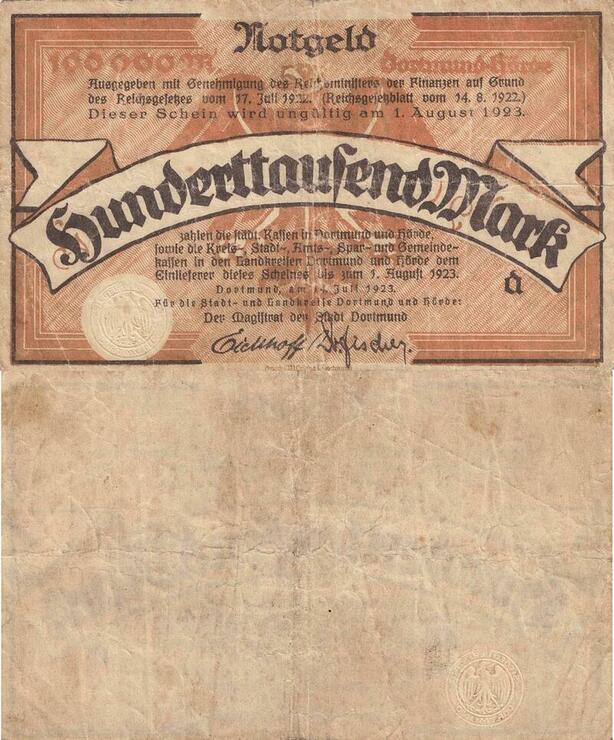 Notgeld
100000 M. Dortmund-Hörde
Ausgegeben mit Genehmigung des Reichsministers der Finanzen auf Grund
des Reichsgesetzes vom 17. Juli 1922. (Reichsgesetzblatt vom 14. 8. 1922.)
Dieser Schein wird ungültig am 1. August 1923.
Hunderttausend Mark
zahlen die städt. Kassen in Dortmund und Hörde,
sowie die Kreis-, Stadt-, Amts-, Spar- und Gemeinde-
kassen in den Landkreisen Dortmund und Hörde dem
Einlieferer dieses Scheines bis zum 1. August 1923.
Dortmund, am Juli 1923.
Für die Stadt- und Landkreise Dortmund und Hörde:
Der Magistrat der Stadt Dortmund
a
Eichhoff